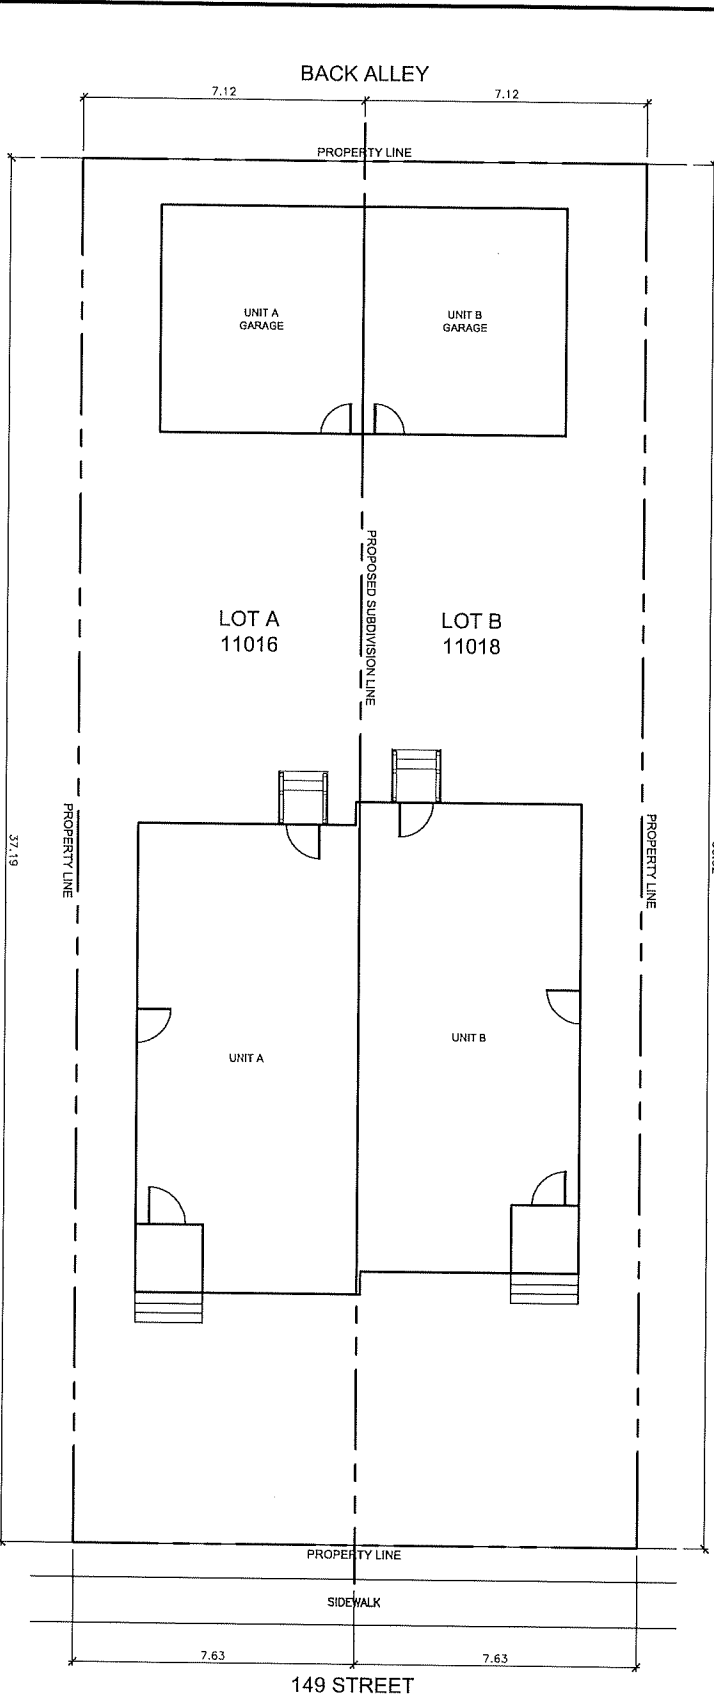 BACK ALLEY
7.12
7.12
PROPERTY LINE
UNIT A
GARAGE
UNIT B
GARAGE
PROPOSED SUBDIVISION LINE
LOT A
11016
LOT B
11018
PROPERTY LINE
PROPERTY LINE
37.19
UNIT A
UNIT B
PROPERTY LINE
SIDEWALK
7.63
7.63
149 STREET